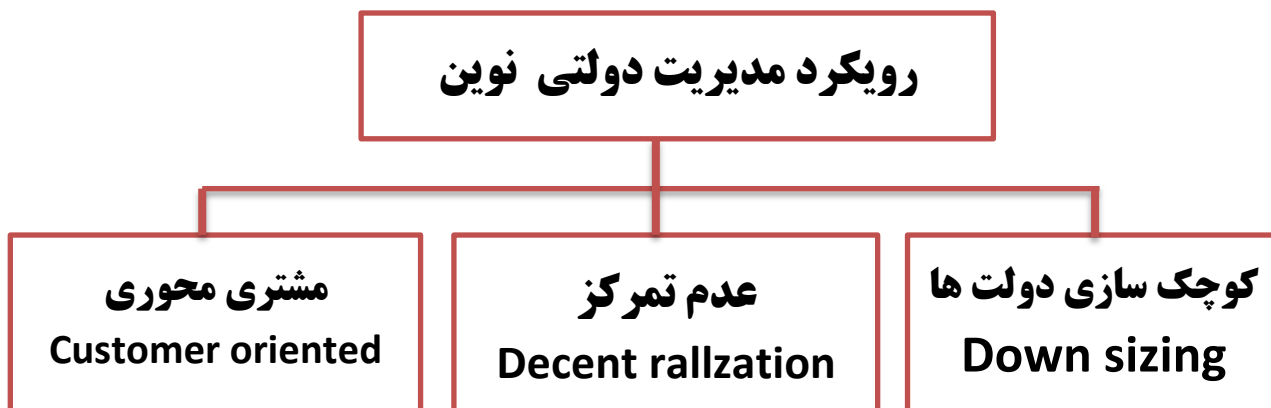 رویکرد مدیریت دولتی نوین
کوچک سازی دولت ها
Down sizing
عدم تمرکز
Decent rallzation
مشتری محوری
Customer oriented